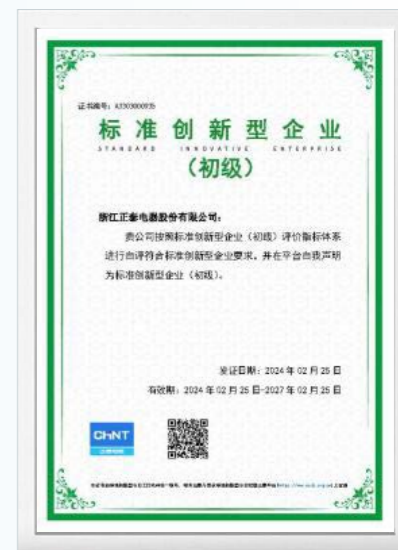 证书编号：A3303000935
标准创新型企业
STANDARD INNOVATIVE ENTERPRISE
（初级）
浙江正泰电器股份有限公司：
贵公司按照标准创新型企业（初级）评价指标体系
进行自评符合标准创新型企业要求，并在平台自我声明
为标准创新型企业（初级）。
发证日期：2024 年 02 月 25 日
有效期：2024 年 02 月 25 日-2027 年 02 月 25 日
CHNT